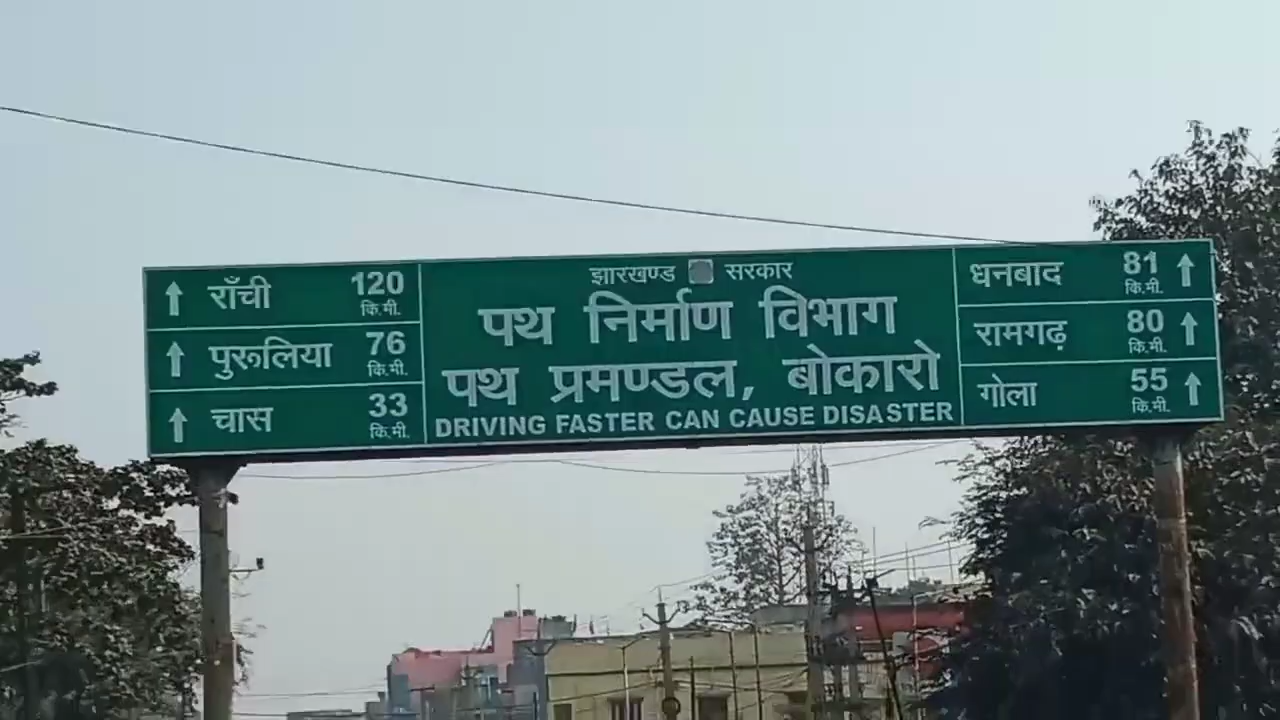 राँची 120 कि.मी.
पुरूलिया 76 कि.मी.
चास 33 कि.मी.
झारखण्ड सरकार
पथ निर्माण विभाग
पथ प्रमण्डल, बोकारो
DRIVING FASTER CAN CAUSE DISASTER
धनबाद 81 कि.मी.
रामगढ़ 80 कि.मी.
गोला 55 कि.मी.